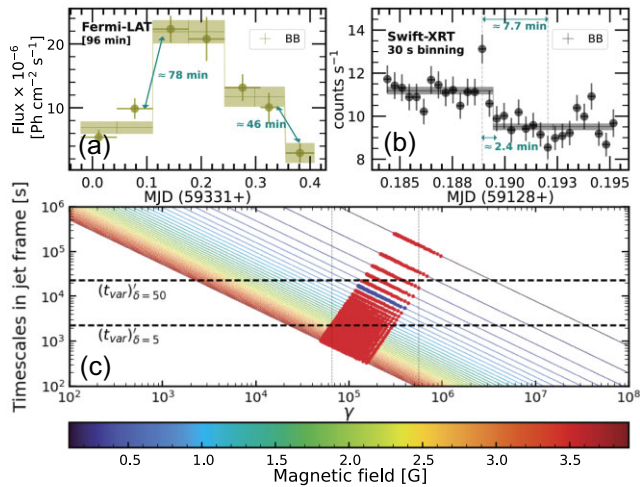 Fermi-LAT
[96 min]
BB
≈ 78 min
≈ 46 min
Flux × 10⁻⁶
[Ph cm⁻² s⁻¹]
20
10
(a)
0.0 0.1 0.2 0.3 0.4
MJD (59331+)
Swift-XRT
30 s binning
≈ 7.7 min
BB
≈ 2.4 min
counts s⁻¹
14
12
10
8
(b)
0.185 0.188 0.190 0.193 0.195
MJD (59128+)
Timescales in jet frame [s]
10⁶
10⁵
10⁴
10³
10²
(t_var)'_δ=50
(t_var)'_δ=5
(c)
10² 10³ 10⁴ 10⁵ 10⁶ 10⁷ 10⁸
γ
0.5 1.0 1.5 2.0 2.5 3.0 3.5
Magnetic field [G]